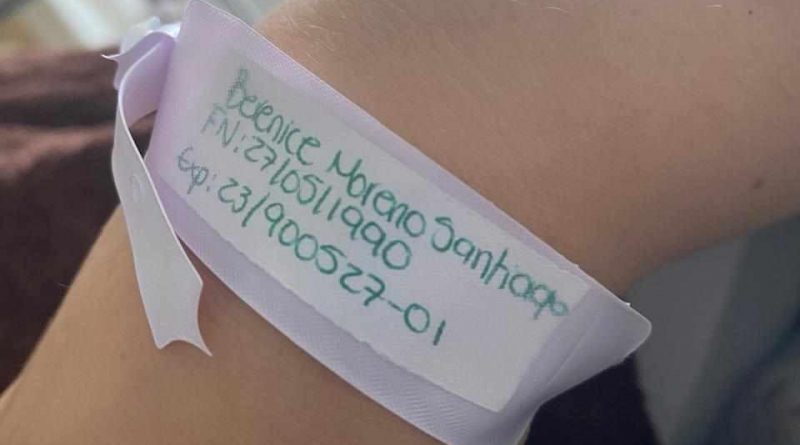 Berenice Moreno Santiago
FN: 27/05/1990
Exp: 23/900527-01